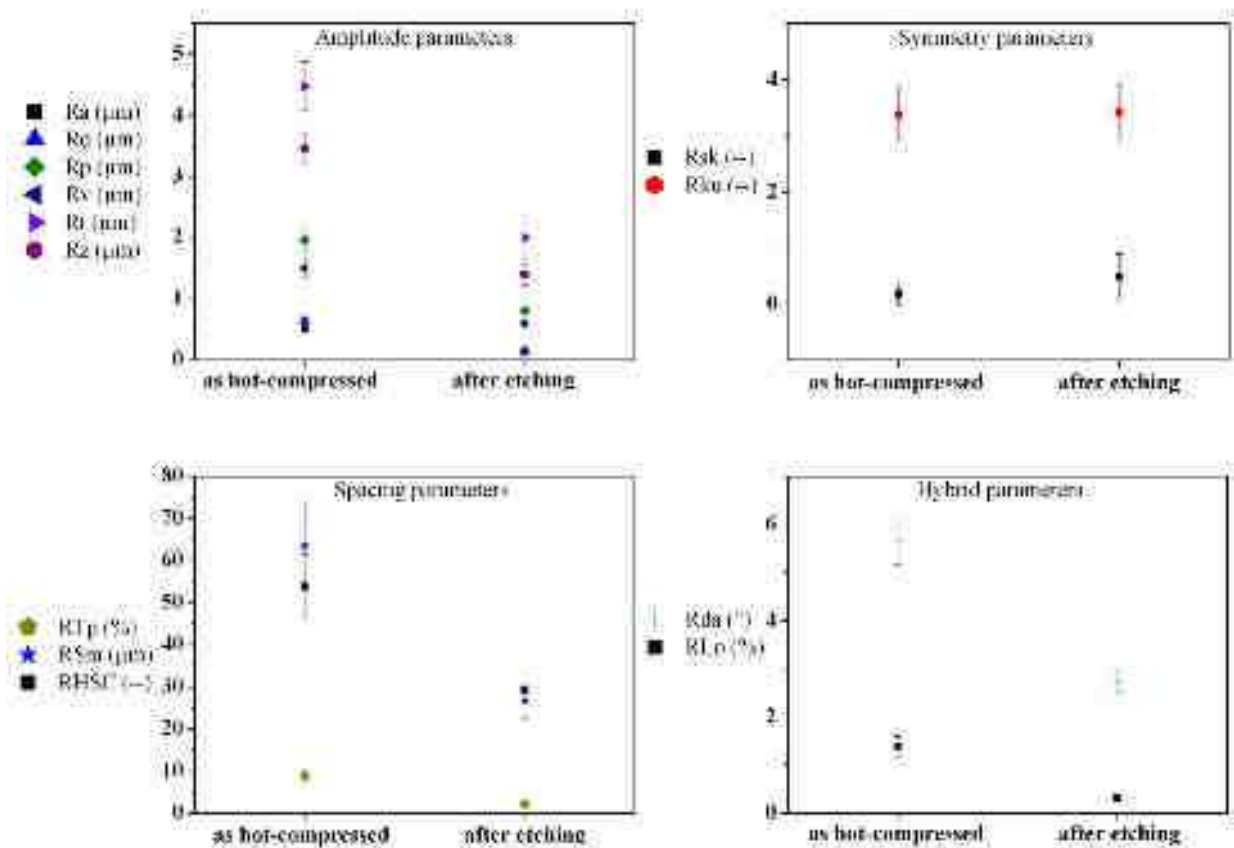 Amplitude parameters
5
4
3
2
1
0
Ra (µm)
Rq (µm)
Rp (µm)
Rv (µm)
Rt (µm)
Rz (µm)
as hot-compressed after etching
Symmetry parameters
4
2
0
Rsk (--)
Rku (--)
as hot-compressed after etching
Spacing parameters
80
70
60
50
40
30
20
10
0
RTp (%)
RSm (µm)
RHSC (--)
as hot-compressed after etching
Hybrid parameters
6
4
2
0
Rda (°)
RLo (%)
as hot-compressed after etching